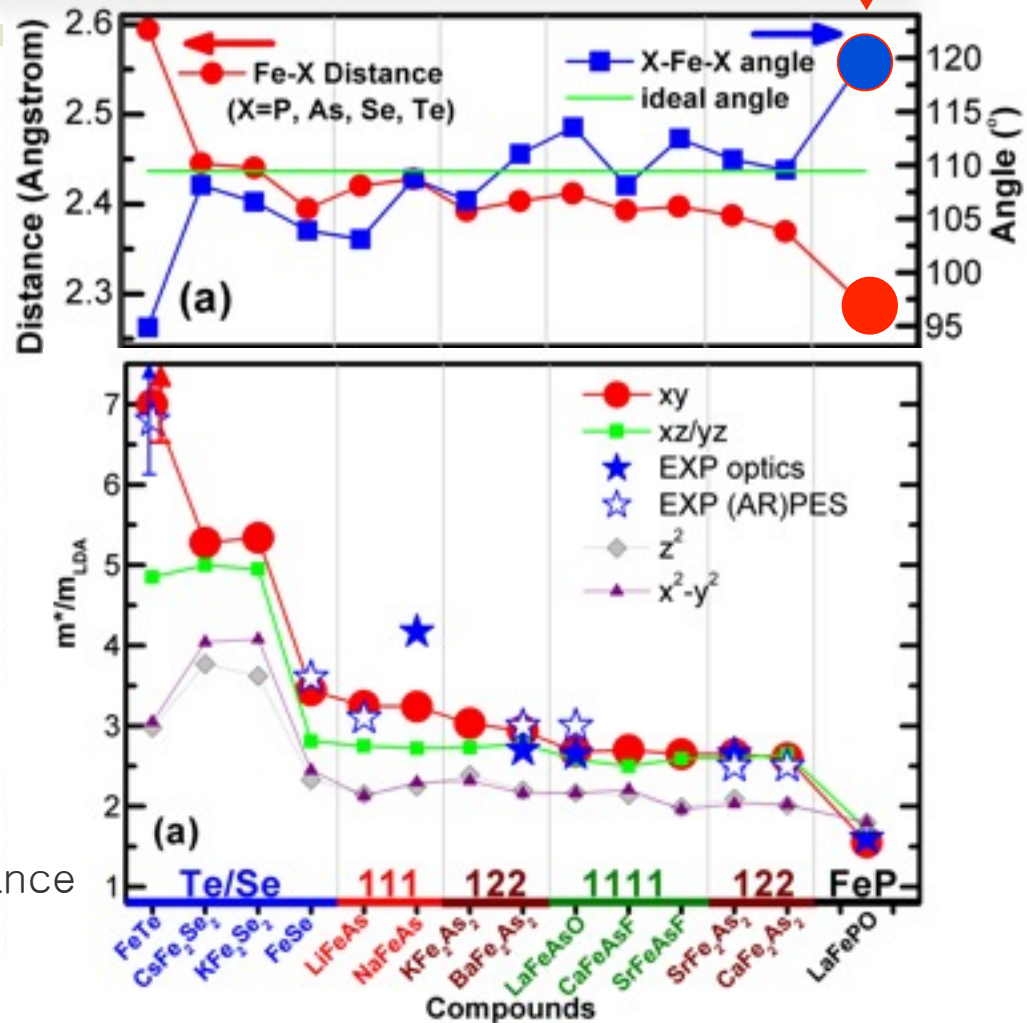 Distance (Angstrom)
2.6
2.5
2.4
2.3
Fe-X Distance
(X=P, As, Se, Te)
X-Fe-X angle
ideal angle
(a)
120
115
110
105
100
95
Angle (°)
m*/m_LDA
7
6
5
4
3
2
1
xy
xz/yz
EXP optics
EXP (AR)PES
z²
x²-y²
(a)
Te/Se 111 122 1111 122 FeP
FeTe
CsFe₂Se₂
KFe₂Se₂
FeSe
LiFeAs
NaFeAs
KFe₂As₂
BaFe₂As₂
LaFeAsO
CaFeAsF
SrFeAsF
SrFe₂As₂
CaFe₂As₂
LaFePO
Compounds